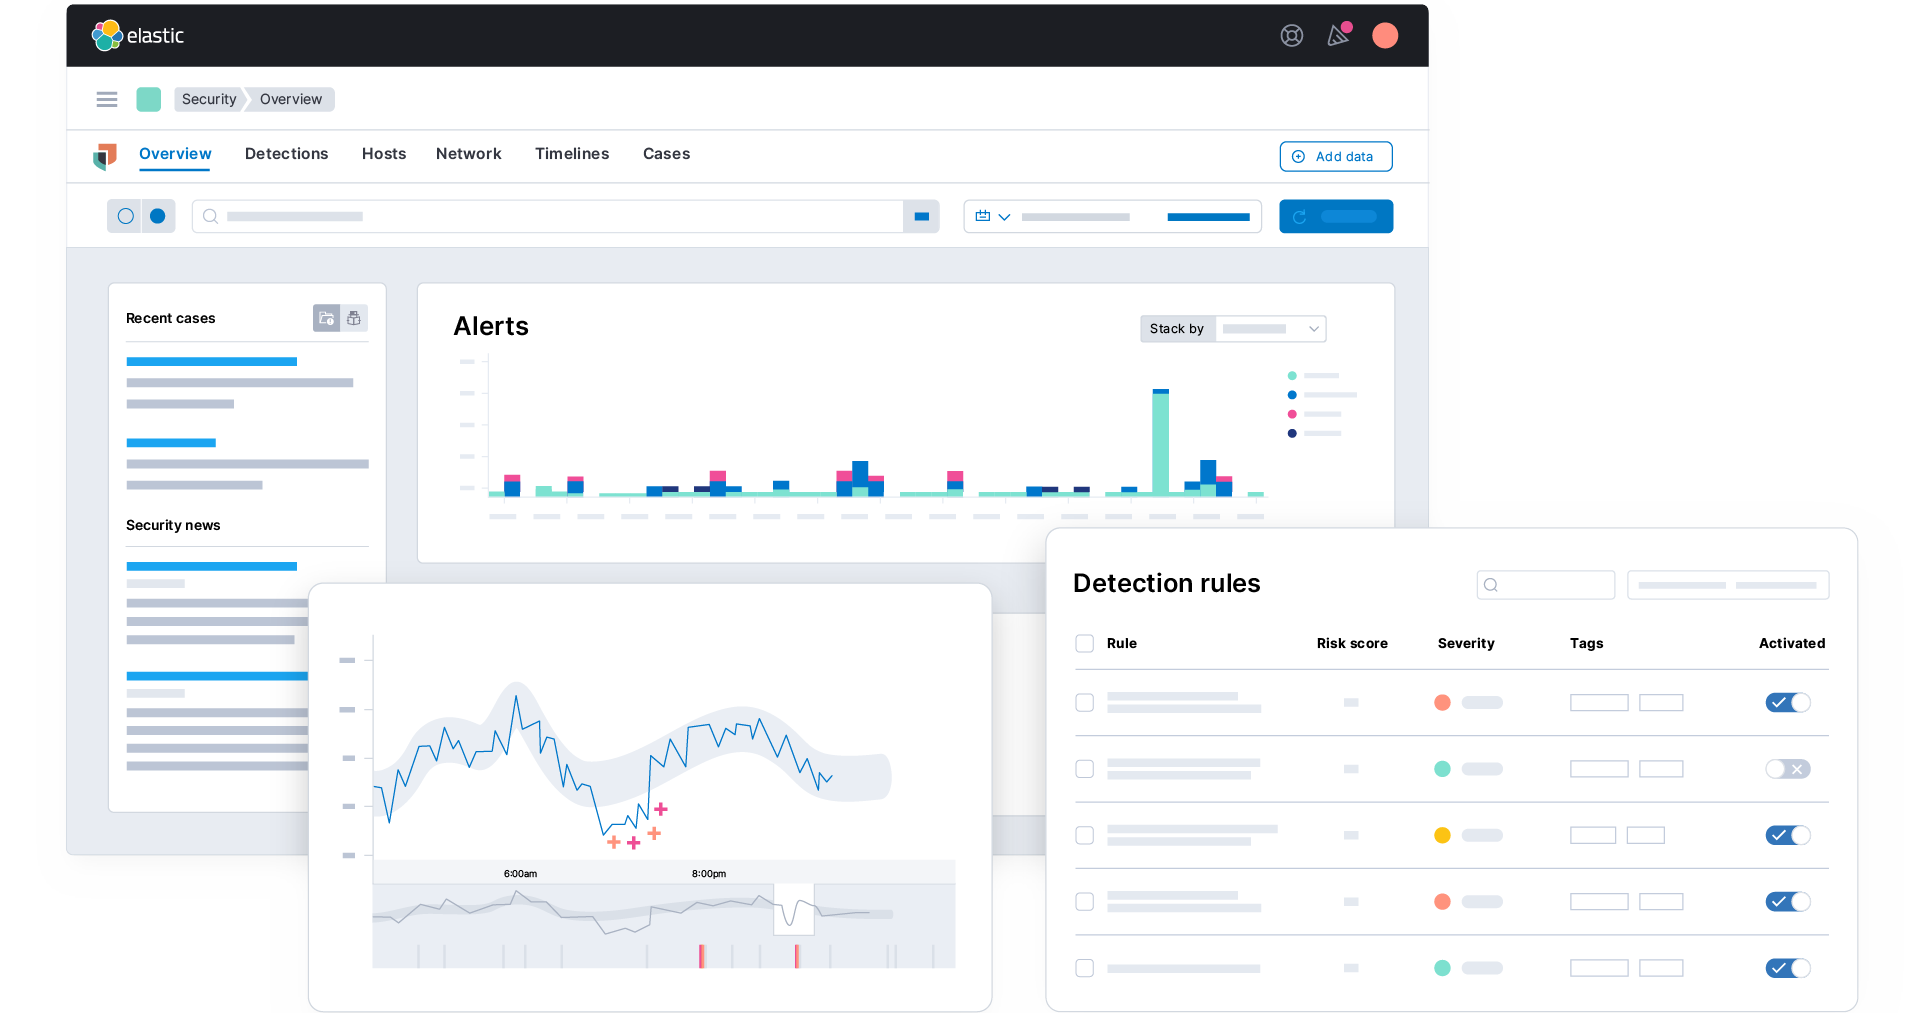 elastic
Security Overview
Overview Detections Hosts Network Timelines Cases
Add data
Recent cases
Security news
Alerts
Stack by
6:00am 8:00pm
Detection rules
Rule Risk score Severity Tags Activated